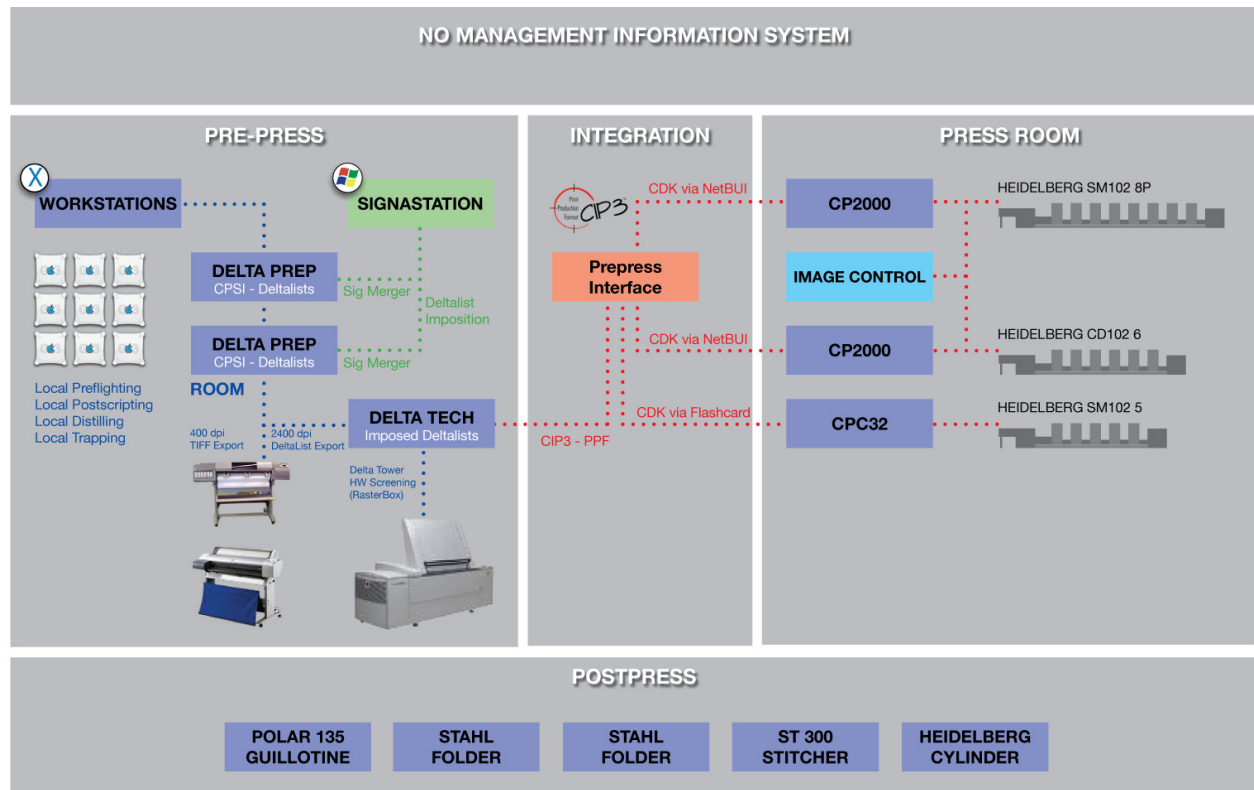 NO MANAGEMENT INFORMATION SYSTEM
PRE-PRESS
X
WORKSTATIONS
SIGNASTATION
DELTA PREP
CPSI - Deltalists
Sig Merger
Deltalist
Imposition
DELTA PREP
CPSI - Deltalists
Sig Merger
ROOM
Local Preflighting
Local Postscripting
Local Distilling
Local Trapping
400 dpi
TIFF Export
2400 dpi
DeltaList Export
DELTA TECH
Imposed Deltalists
Delta Tower
HW Screening
(RasterBox)
INTEGRATION
Print
Production
Format
CIP3
CDK via NetBUI
Prepress
Interface
CDK via NetBUI
CDK via Flashcard
CIP3 - PPF
PRESS ROOM
CP2000
HEIDELBERG SM102 8P
IMAGE CONTROL
CP2000
HEIDELBERG CD102 6
CPC32
HEIDELBERG SM102 5
POSTPRESS
POLAR 135
GUILLOTINE
STAHL
FOLDER
STAHL
FOLDER
ST 300
STITCHER
HEIDELBERG
CYLINDER